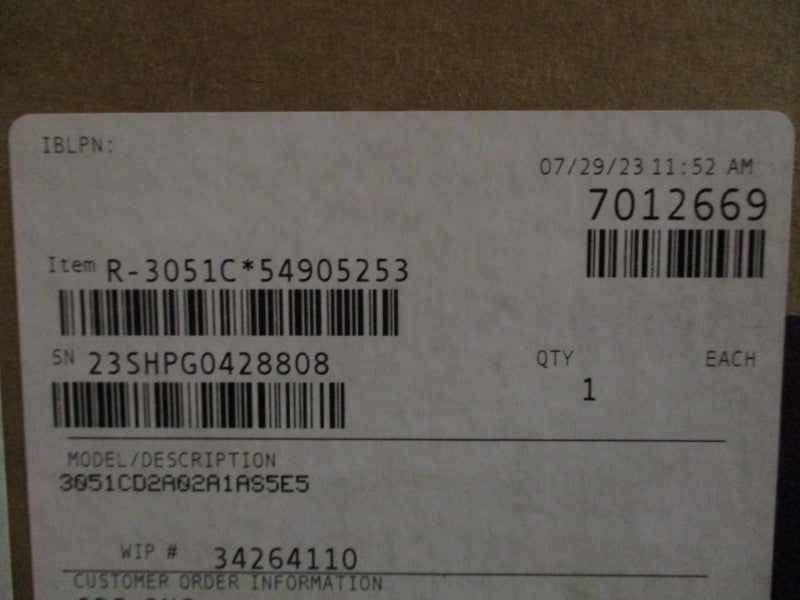 IBLPN:
07/29/23 11:52 AM
7012669
Item R-3051C*54905253
SN 23SHPG0428808
QTY EACH
1
MODEL/DESCRIPTION
3051CD2A02A1AS5E5
WIP # 34264110
CUSTOMER ORDER INFORMATION